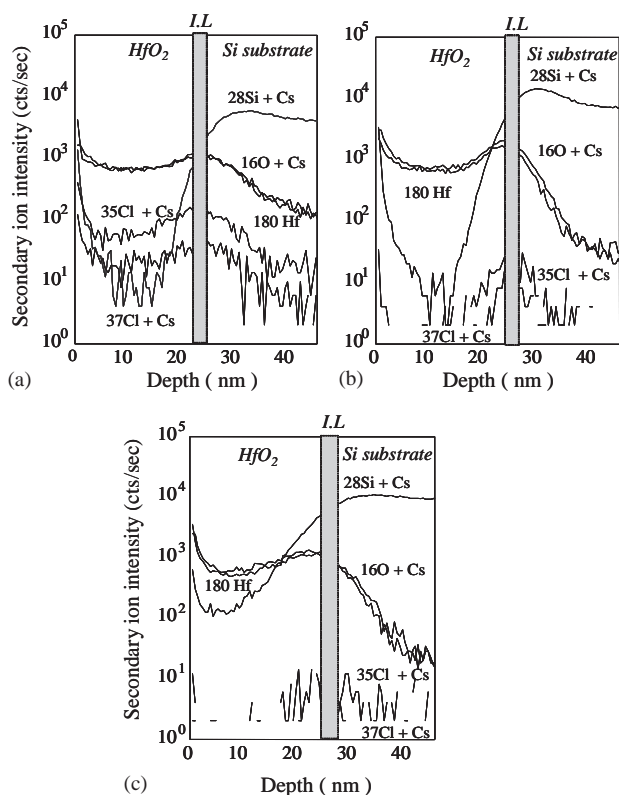 I.L
10^5
HfO2
Si substrate
28Si + Cs
10^4
10^3
16O + Cs
35Cl + Cs
180 Hf
10^2
10^1
37Cl + Cs
10^0
0 10 20 30 40
Secondary ion intensity (cts/sec)
(a)
Depth ( nm )
I.L
10^5
HfO2
Si substrate
28Si + Cs
10^4
16O + Cs
10^3
180 Hf
10^2
35Cl + Cs
10^1
37Cl + Cs
10^0
0 10 20 30 40
(b)
Depth ( nm )
I.L
10^5
HfO2
Si substrate
28Si + Cs
10^4
10^3
180 Hf
16O + Cs
10^2
35Cl + Cs
10^1
37Cl + Cs
10^0
0 10 20 30 40
Secondary ion intensity (cts/sec)
(c)
Depth ( nm )